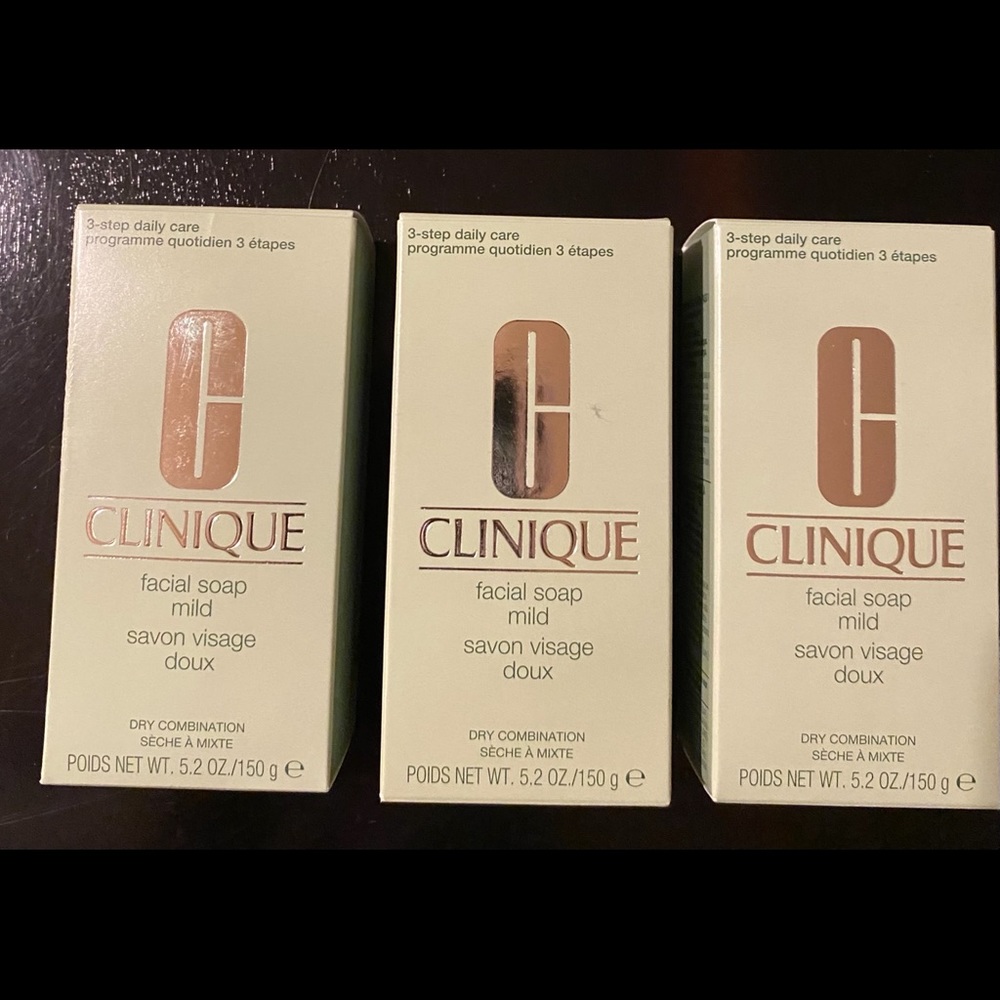 3-step daily care
programme quotidien 3 étapes
CLINIQUE
facial soap
mild
savon visage
doux
DRY COMBINATION
SÈCHE À MIXTE
POIDS NET WT. 5.2 OZ./150 g ℮
3-step daily care
programme quotidien 3 étapes
CLINIQUE
facial soap
mild
savon visage
doux
DRY COMBINATION
SÈCHE À MIXTE
POIDS NET WT. 5.2 OZ./150 g ℮
3-step daily care
programme quotidien 3 étapes
CLINIQUE
facial soap
mild
savon visage
doux
DRY COMBINATION
SÈCHE À MIXTE
POIDS NET WT. 5.2 OZ./150 g ℮